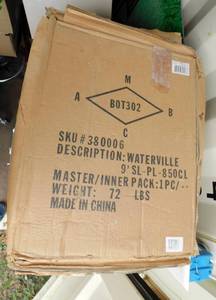 M
A BOT302 B
C
SKU#380006
DESCRIPTION: WATERVILLE
9'SL-PL-850CL
MASTER/INNER PACK: 1PC/--
WEIGHT: 72 LBS
MADE IN CHINA